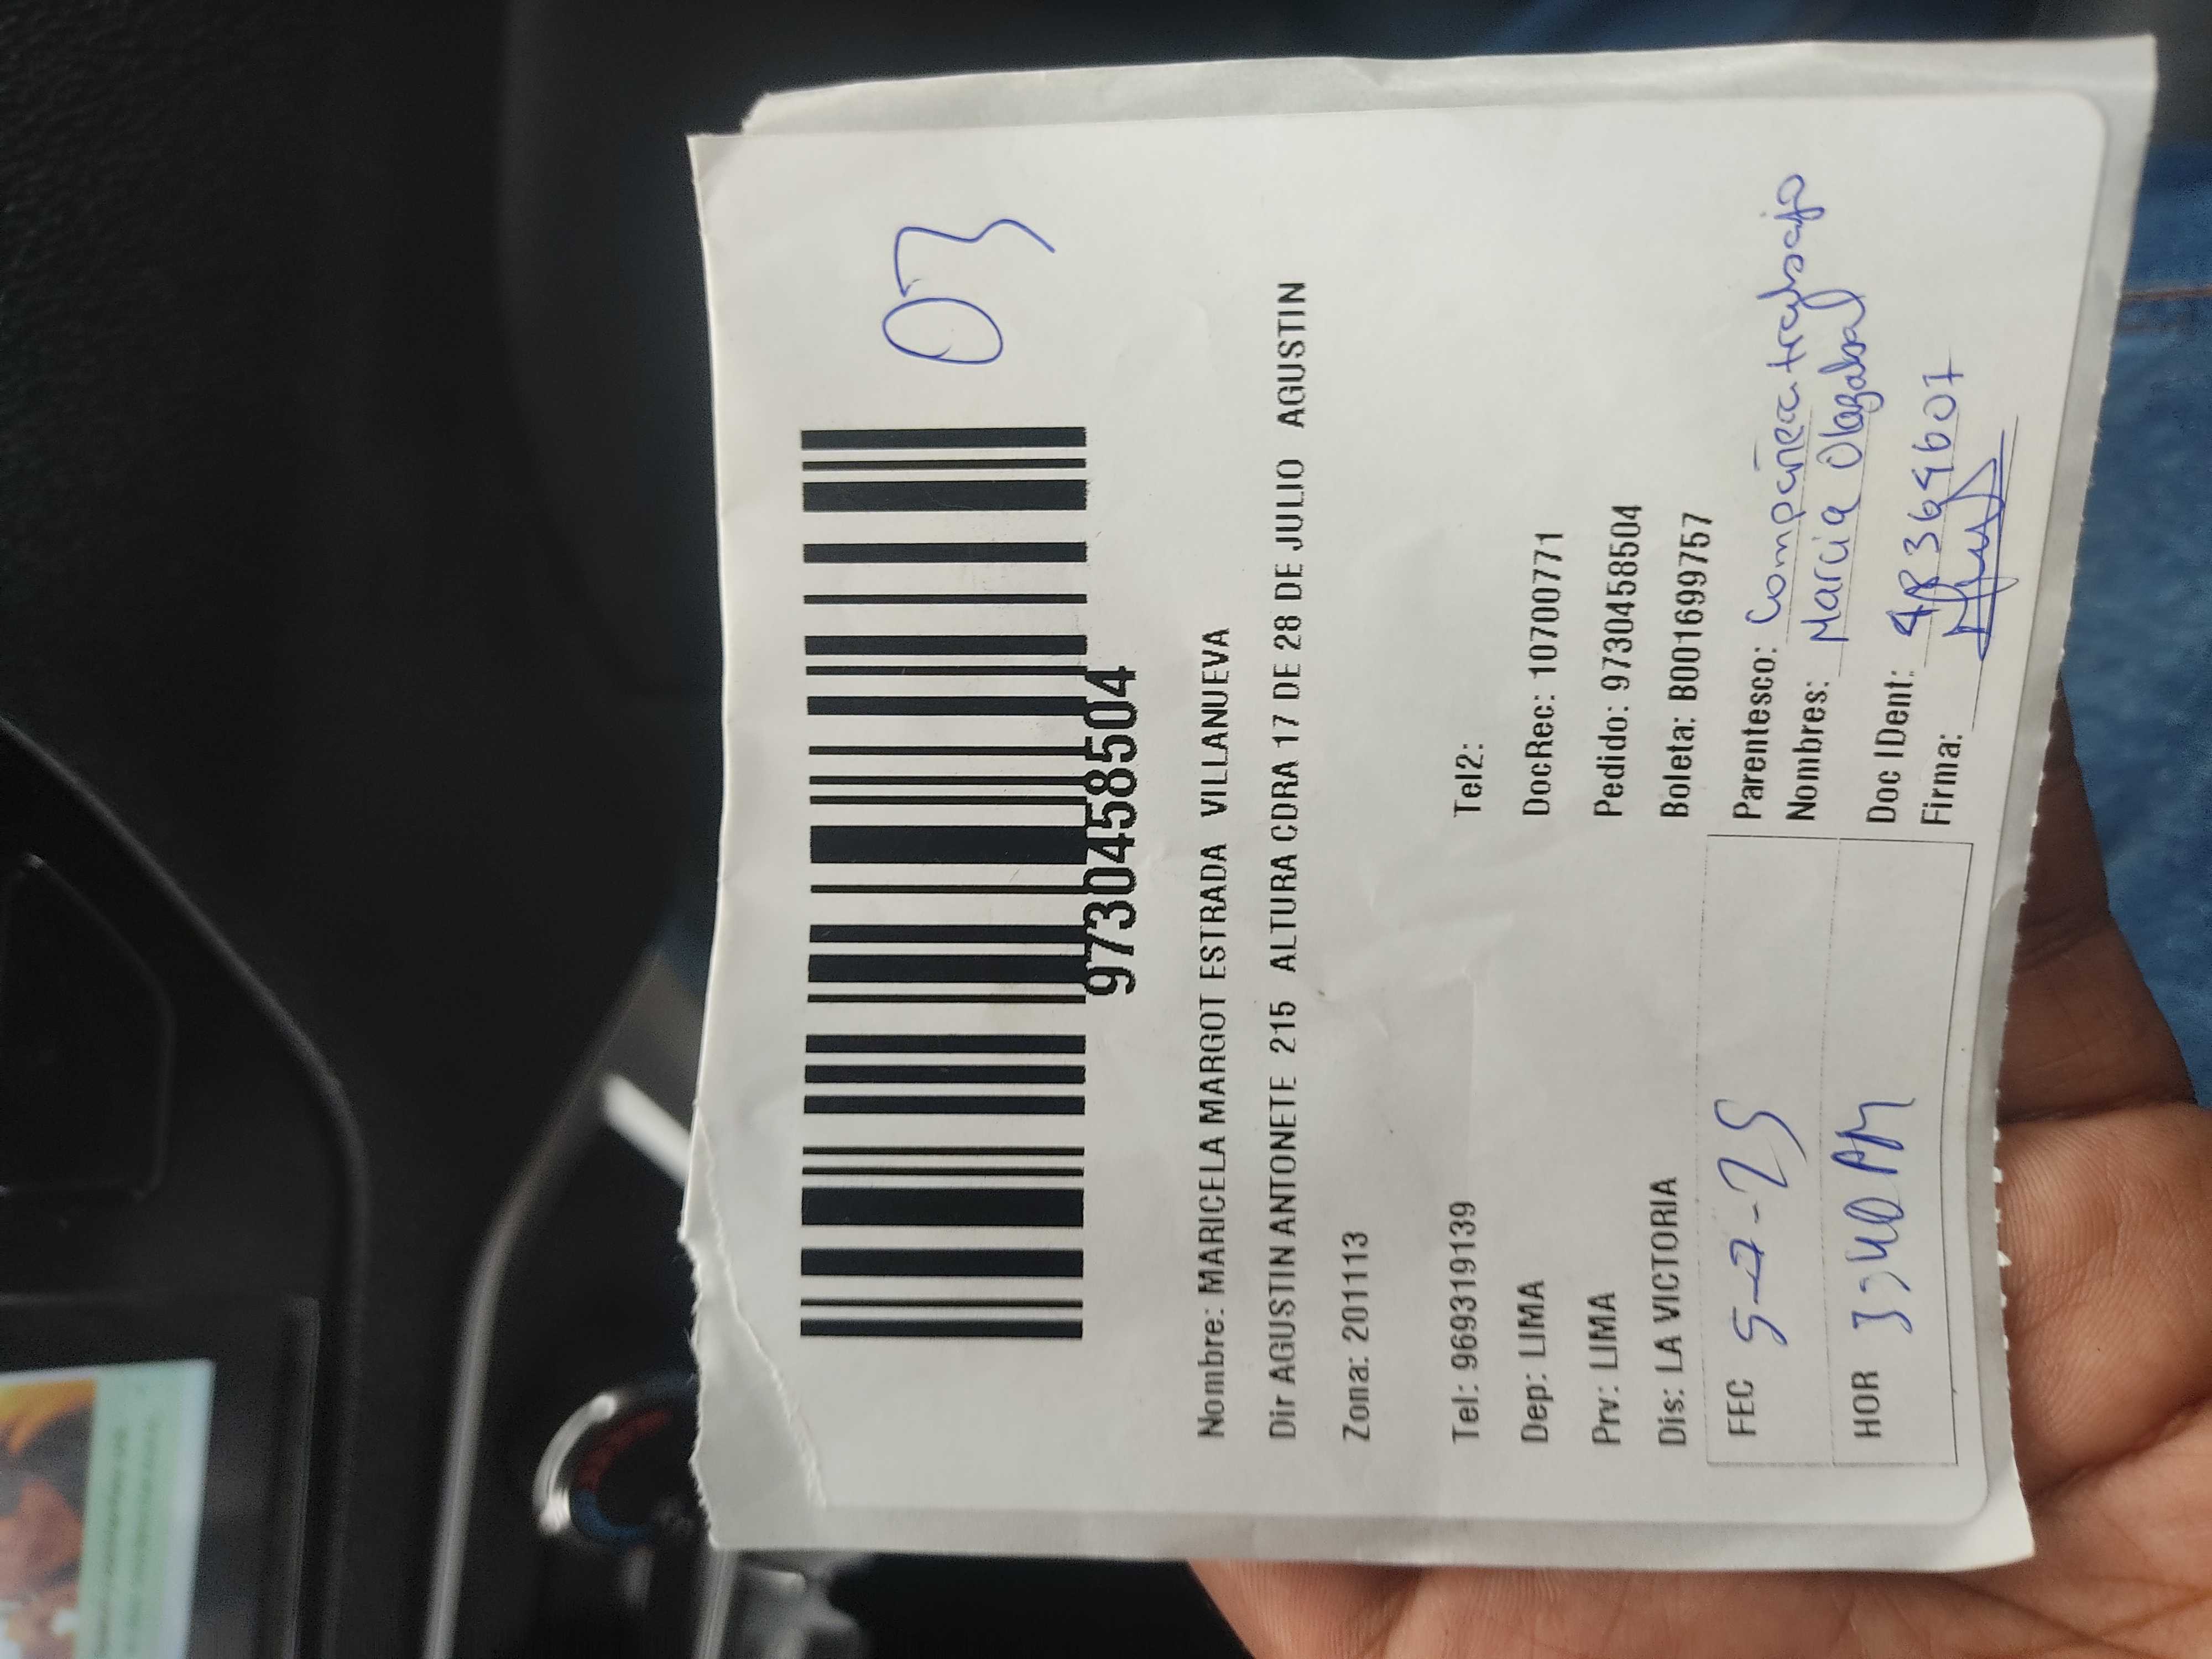 03
9730458504
Nombre: MARICELA MARGOT ESTRADA VILLANUEVA
Dir AGUSTIN ANTONETE 215 ALTURA CDRA 17 DE 28 DE JULIO AGUSTIN
Zona: 201113
Tel: 969319139 Tel2:
Dep: LIMA DocRec: 10700771
Prv: LIMA Pedido: 9730458504
Dis: LA VICTORIA Boleta: B001699757
FEC 5-7-25 Parentesco: Compañera trabajo
Nombres: Marcia Olazabal
HOR PM Doc IDent: 48364607
Firma: